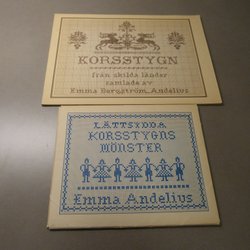 KORSSTYGN
från skilda länder
samlade av
Emma Bergström-Andelius
LÄTTSYDDA
KORSSTYGNS
MÖNSTER
Emma Andelius